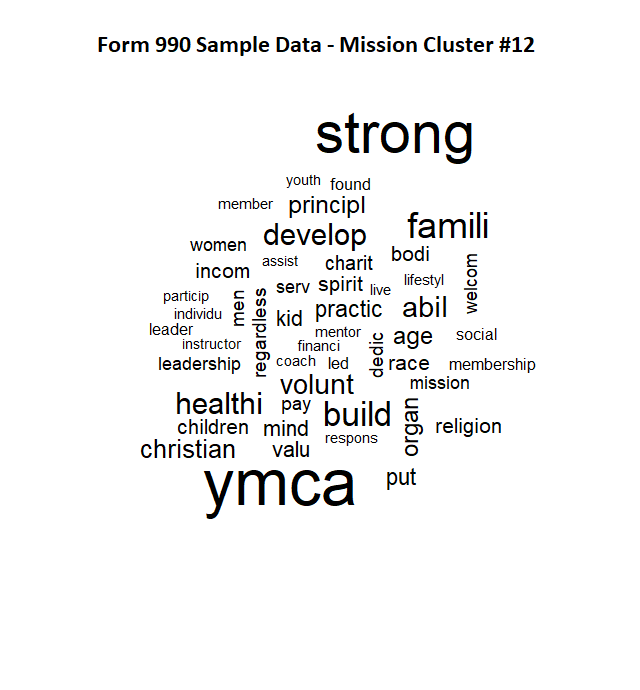 Form 990 Sample Data - Mission Cluster #12
strong
youth found
member principl
famili
develop
women
bodi
assist charit
incom
welcom
lifestyl
serv spirit live
particip men
regardless
practic abil
individu
kid
leader
mentor
dedic
age social
instructor
financi
leadership
coach led
race membership
mission
volunt
healthi pay
build
organ
children mind
religion
respons
christian valu
ymca
put